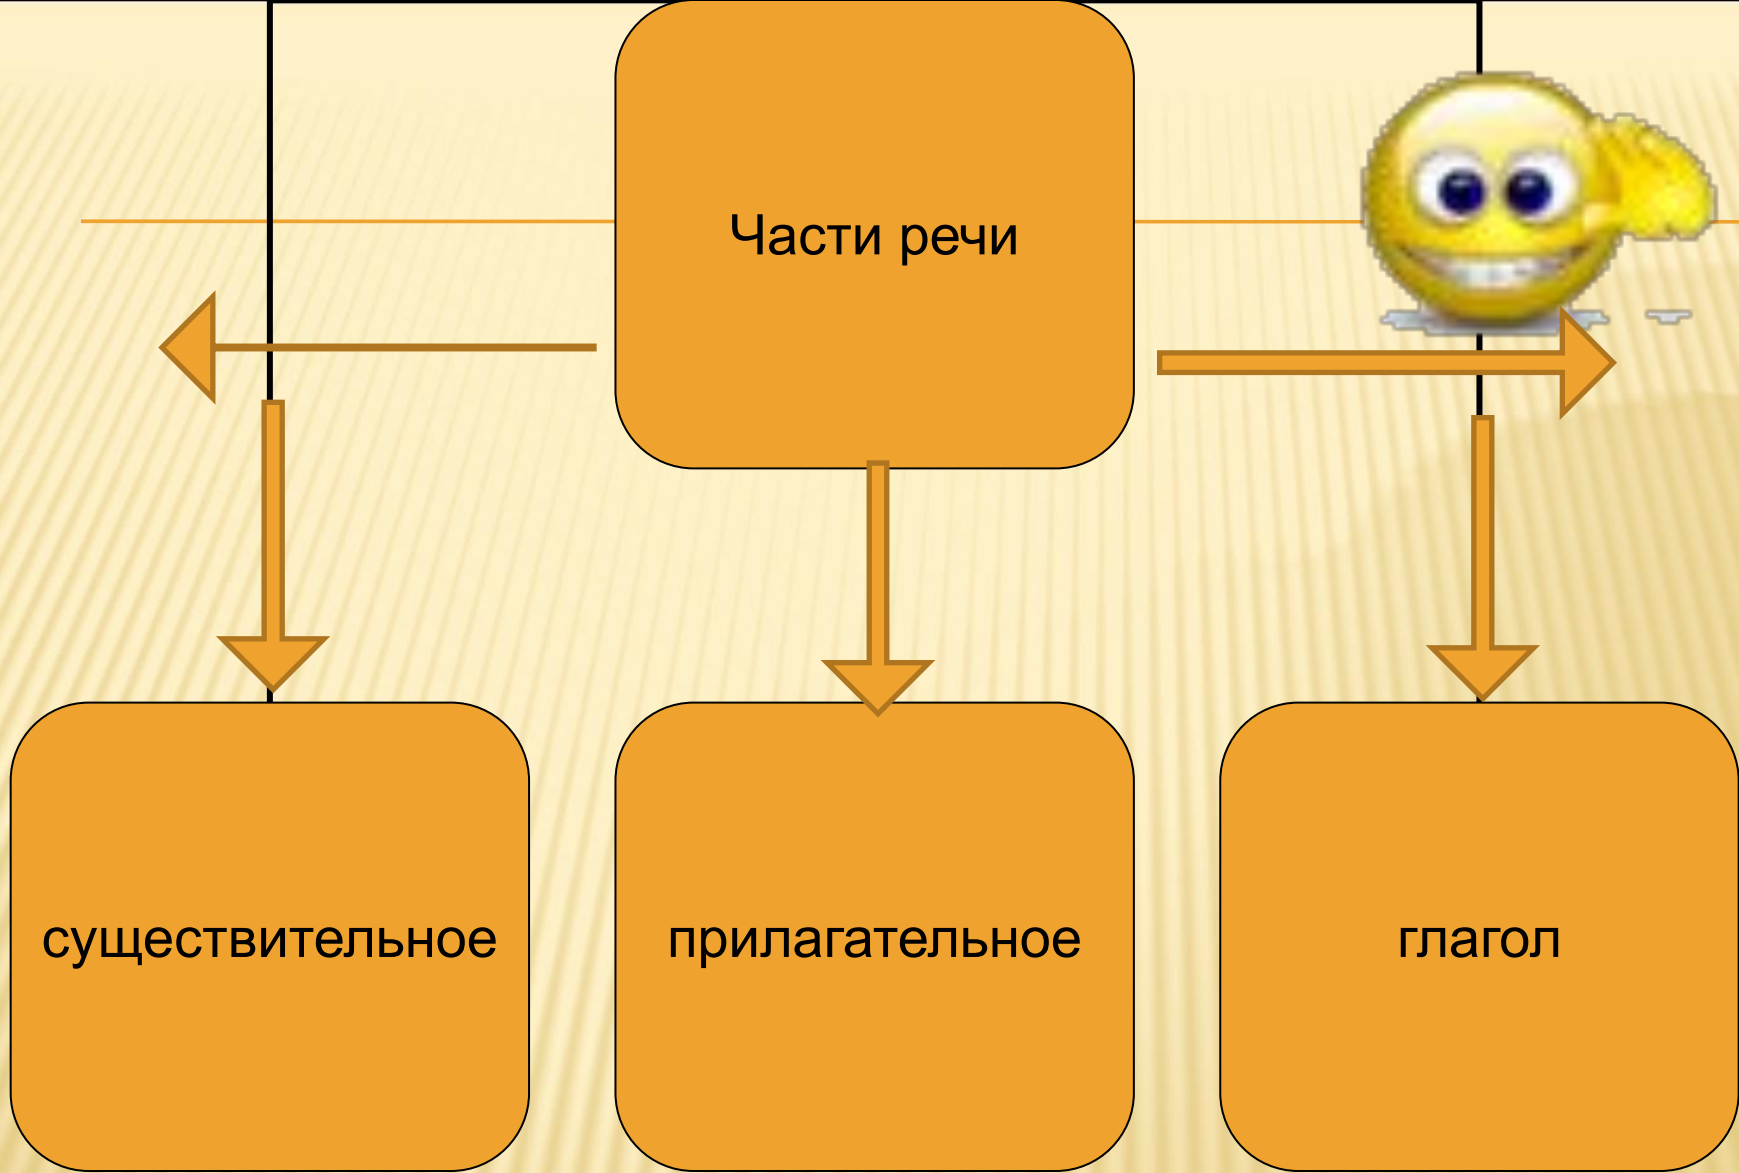 Части речи
существительное
прилагательное
глагол